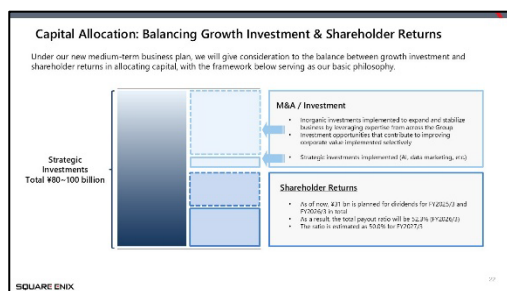 Capital Allocation: Balancing Growth Investment & Shareholder Returns
Under our new medium-term business plan, we will give consideration to the balance between growth investment and
shareholder returns in allocating capital, with the framework below serving as our basic philosophy.
Strategic
Investments
Total ¥80~100 billion
M&A / Investment
• Inorganic investments implemented to expand and stabilize
business by leveraging expertise from across the Group
• Investment opportunities that contribute to improving
corporate value implemented selectively
• Strategic investments implemented (AI, data marketing, etc.)
Shareholder Returns
• As of now, ¥31 bn is planned for dividends for FY2025/3 and
FY2026/3 in total
• As a result, the total payout ratio will be 52.3% (FY2026/3)
• The ratio is estimated as 50.0% for FY2027/3
SQUARE ENIX